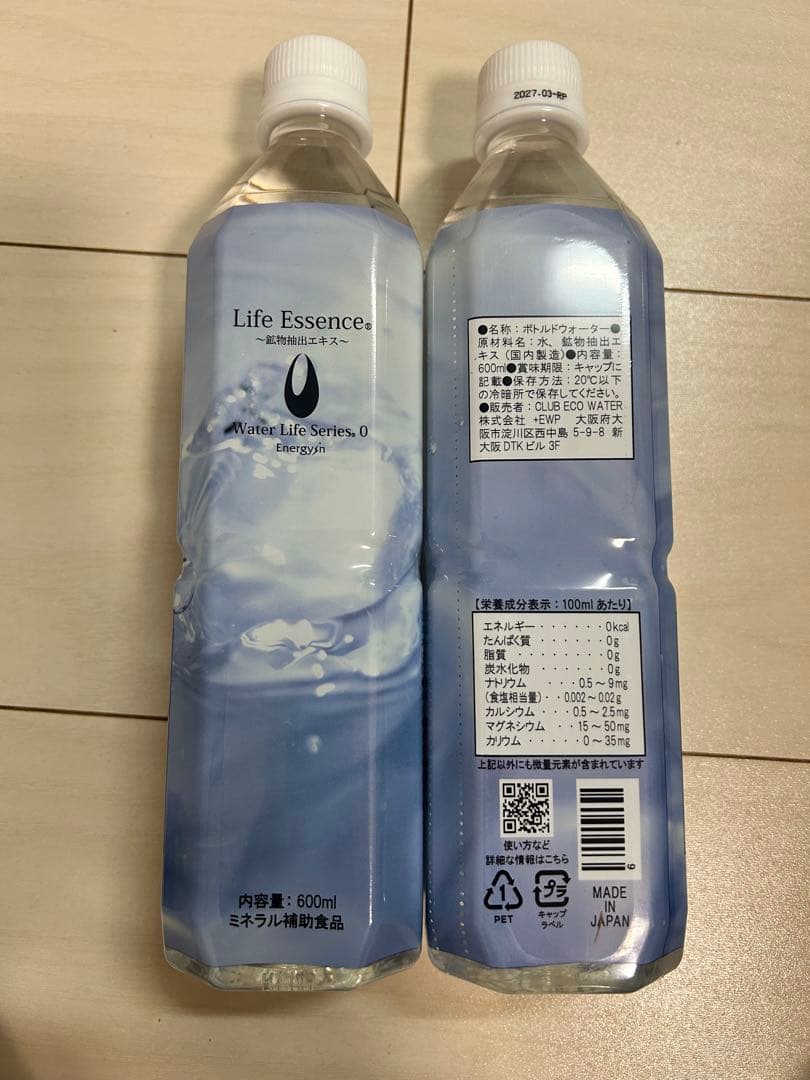 Life Essence®
～鉱物抽出エキス～
Water Life Series® 0
Energysin
内容量：600ml
ミネラル補助食品
2027.03-RP
●名称：ボトルドウォーター●
原材料名：水、鉱物抽出エ
キス（国内製造）●内容量：
600ml●賞味期限：キャップに
記載●保存方法：20℃以下
の冷暗所で保存してください。
●販売者：CLUB ECO WATER
株式会社 +EWP 大阪府大
阪市淀川区西中島 5-9-8 新
大阪 DTK ビル 3F
【栄養成分表示：100ml あたり】
エネルギー・・・・・・0kcal
たんぱく質 ・・・・・・0g
脂質 ・・・・・・・・0g
炭水化物 ・・・・・・0g
ナトリウム ・・・0.5～9mg
（食塩相当量）・・0.002～0.02g
カルシウム ・・・0.5～2.5mg
マグネシウム ・・15～50mg
カリウム ・・・・・0～35mg
上記以外にも微量元素が含まれています
使い方など
詳細な情報はこちら
9
1
PET
プラ
キャップ
ラベル
MADE
IN
JAPAN